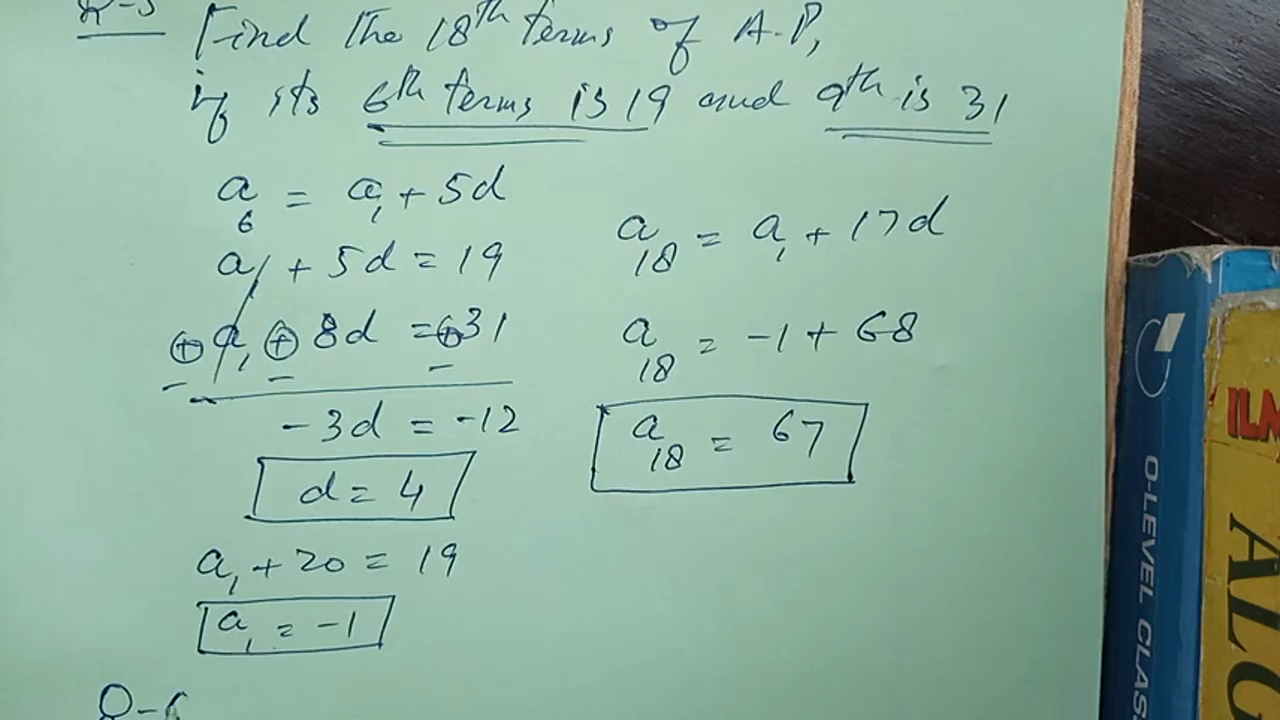 Q-5
Find the 18th terms of A.P,
if its 6th terms is 19 and 9th is 31
a6 = a1 + 5d
a1 + 5d = 19
⊕ a1 ⊕ 8d = ⊕31
- - -
-3d = -12
d = 4
a1 + 20 = 19
a1 = -1
a18 = a1 + 17d
a18 = -1 + 68
a18 = 67
Q-6
O-LEVEL CLASS